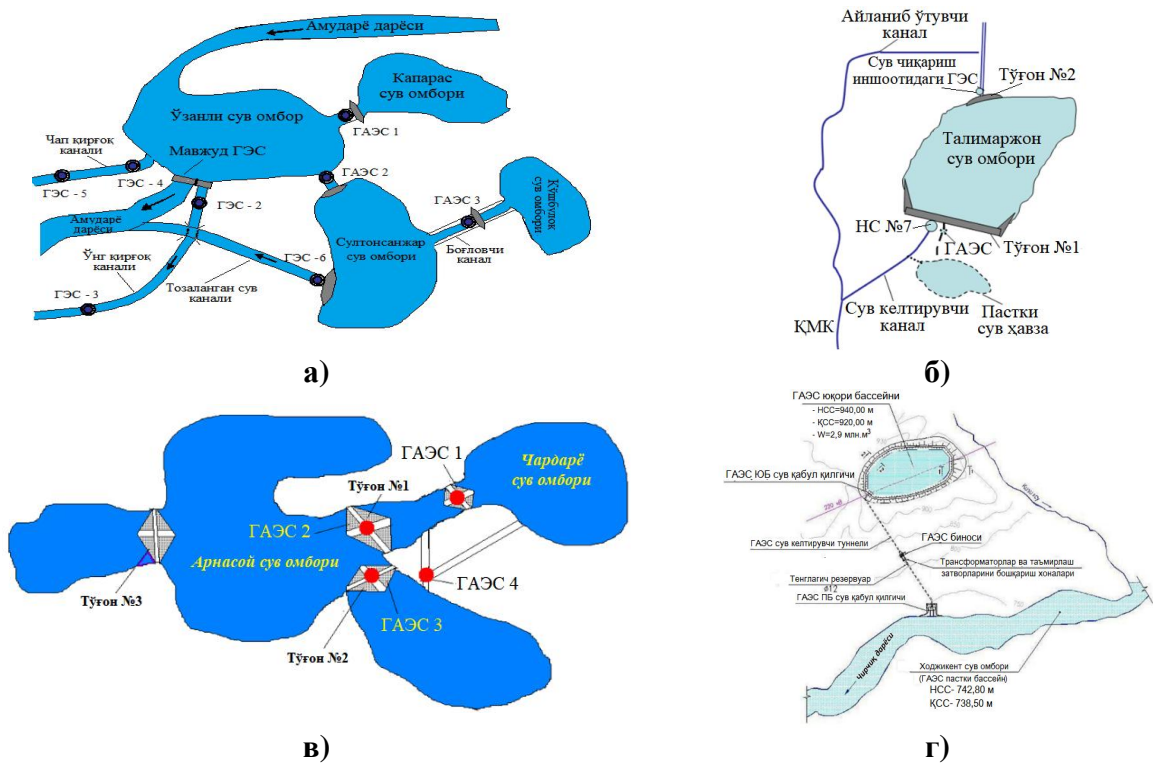 Амударё дарёси
Капарас
сув омбори
Ўзанли сув омбор
ГАЭС 1
Чап қирғоқ
канали
Мавжуд ГЭС
ГАЭС 2
ГЭС - 5
ГЭС - 4
ГЭС - 2
ГАЭС 3
Қўшбулоқ
сув омбори
Амударё
дарёси
Султонсанжар
сув омбори
Боғловчи
канал
Ўнг қирғоқ
канали
ГЭС -6
Тозаланган сув
канали
ГЭС - 3
а)
Айланиб ўтувчи
канал
Сув чиқариш
иншоотидаги ГЭС
Тўғон №2
Талимаржон
сув омбори
НС №7
ГАЭС
Тўғон №1
Сув келтирувчи
канал
Пастки
сув ҳавза
ҚМК
б)
ГАЭС 1
Чардарё
сув омбори
Тўғон №1
ГАЭС 2
Арнасой сув омбори
ГАЭС 4
Тўғон №3
ГАЭС 3
Тўғон №2
в)
ГАЭС юқори бассейни
- НСС=940,00 м
- ҚСС=920,00 м
- W=2,9 млн.м3
ГАЭС ЮБ сув қабул қилгичи
220 кВ
ГАЭС сув келтирувчи туннели
ГАЭС биноси
Трансформаторлар ва таъмирлаш
затворларини бошқариш хоналари
Тенглагич резервуар
ø12
ГАЭС ПБ сув қабул қилгичи
Чирчиқ дарёси
Ходжикент сув омбори
(ГАЭС пастки бассейн)
НСС- 742,80 м
ҚСС- 738,50 м
г)